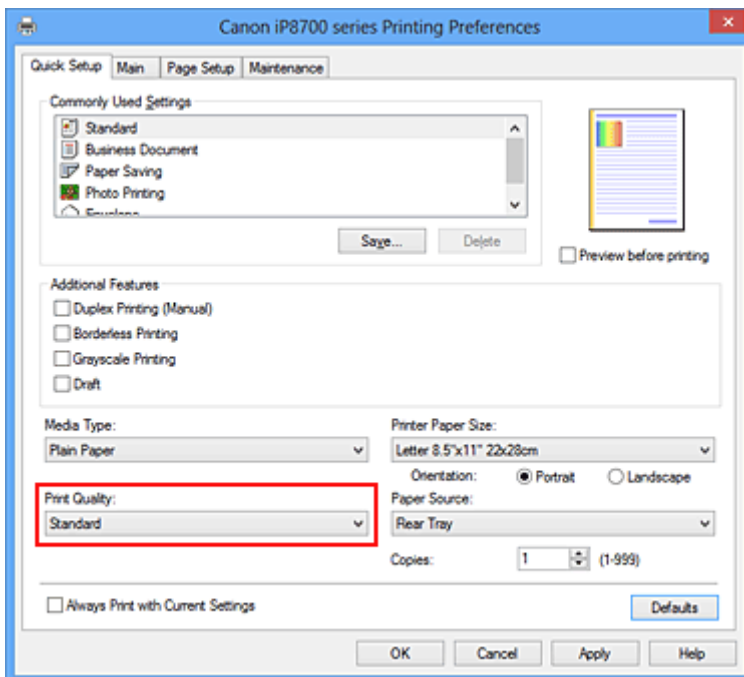 Canon iP8700 series Printing Preferences
Quick Setup Main Page Setup Maintenance
Commonly Used Settings
Standard
Business Document
Paper Saving
Photo Printing
Envelope
Save... Delete
Preview before printing
Additional Features
Duplex Printing (Manual)
Borderless Printing
Grayscale Printing
Draft
Media Type:
Plain Paper
Printer Paper Size:
Letter 8.5"x11" 22x28cm
Orientation: Portrait Landscape
Print Quality:
Standard
Paper Source:
Rear Tray
Copies: 1 (1-999)
Always Print with Current Settings
Defaults
OK Cancel Apply Help